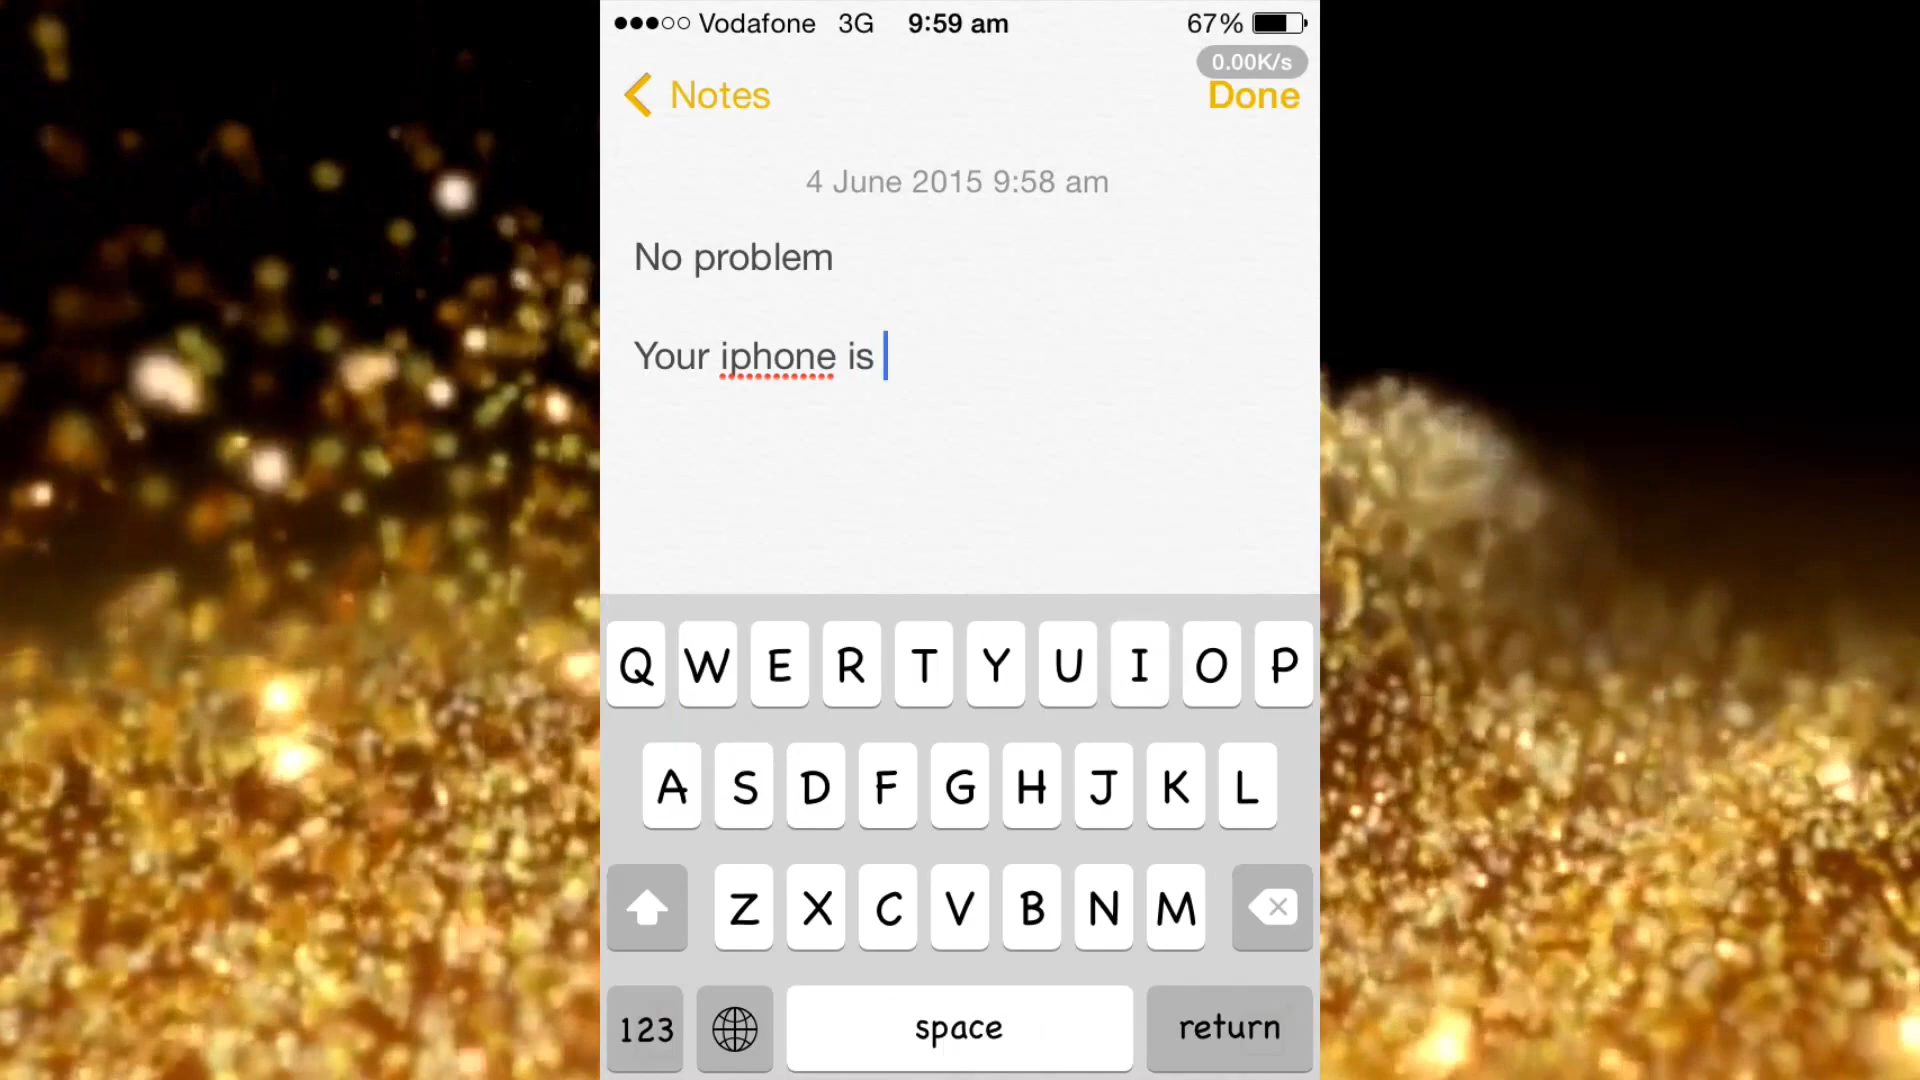 Vodafone 3G 9:59 am 67%
0.00K/s
Notes Done
4 June 2015 9:58 am
No problem
Your iphone is
Q W E R T Y U I O P
A S D F G H J K L
Z X C V B N M
123 space return